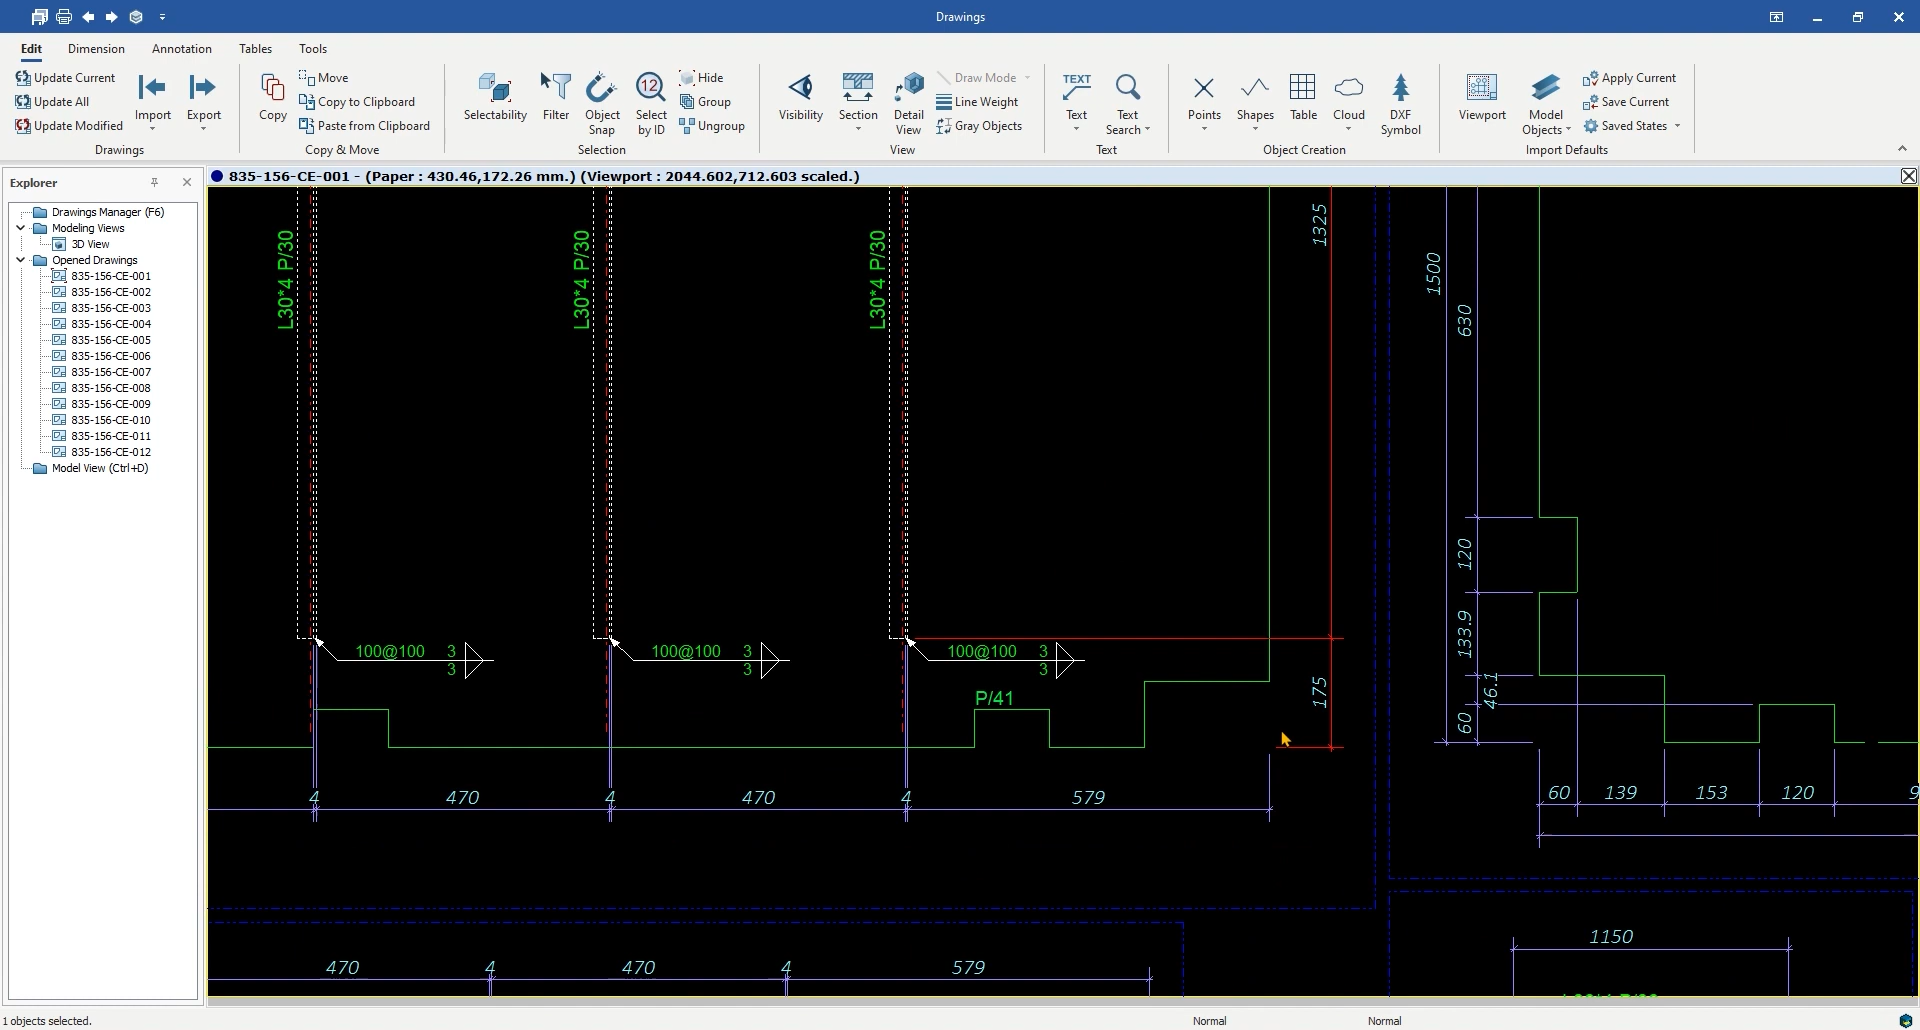 Drawings
Edit Dimension Annotation Tables Tools
Update Current
Update All
Update Modified
Import
Export
Drawings
Copy
Move
Copy to Clipboard
Paste from Clipboard
Copy & Move
Selectability
Filter
Object
Snap
12
Select
by ID
Hide
Group
Ungroup
Selection
Visibility
Section
Detail
View
Draw Mode
Line Weight
Gray Objects
View
TEXT
Text
Text
Search
Text
Points
Shapes
Table
Cloud
DXF
Symbol
Object Creation
Viewport
Model
Objects
Apply Current
Save Current
Saved States
Import Defaults
Explorer
Drawings Manager (F6)
Modeling Views
3D View
Opened Drawings
835-156-CE-001
835-156-CE-002
835-156-CE-003
835-156-CE-004
835-156-CE-005
835-156-CE-006
835-156-CE-007
835-156-CE-008
835-156-CE-009
835-156-CE-010
835-156-CE-011
835-156-CE-012
Model View (Ctrl+D)
835-156-CE-001 - (Paper : 430.46,172.26 mm.) (Viewport : 2044.602,712.603 scaled.)
L30*4 P/30
L30*4 P/30
L30*4 P/30
1325
1500
630
120
133.9
46.1
60
100@100 3
3
100@100 3
3
100@100 3
3
P/41
175
4 470 4 470 4 579
60 139 153 120 9
470 4 470 4 579
1150
1 objects selected.
Normal
Normal